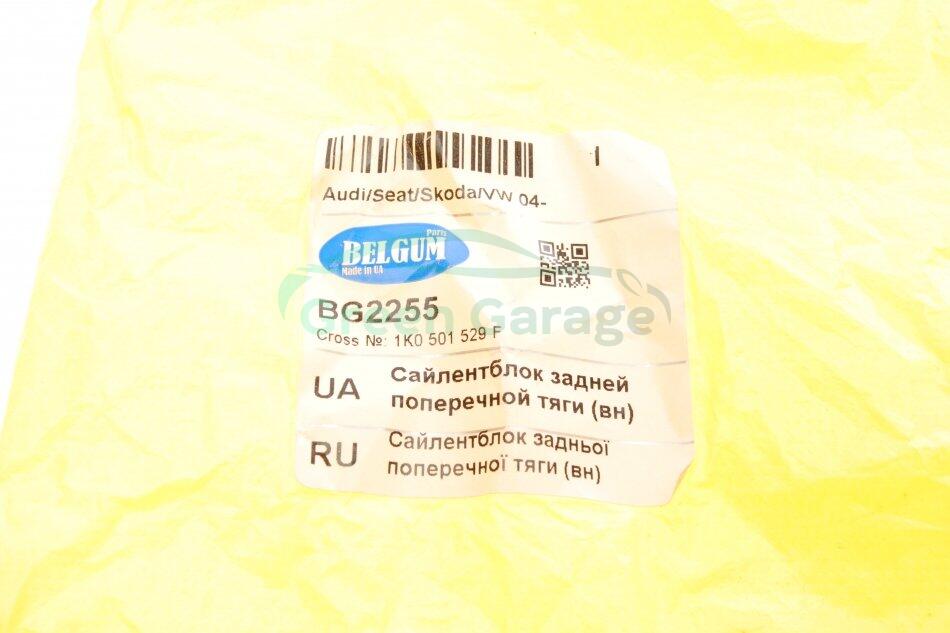 Audi/Seat/Skoda/VW 04-
Parts
BELGUM
Made in UA
BG2255
Green Garage
Cross №: 1K0 501 529 F
UA
Сайлентблок задней
поперечной тяги (вн)
RU
Сайлентблок задньої
поперечної тяги (вн)